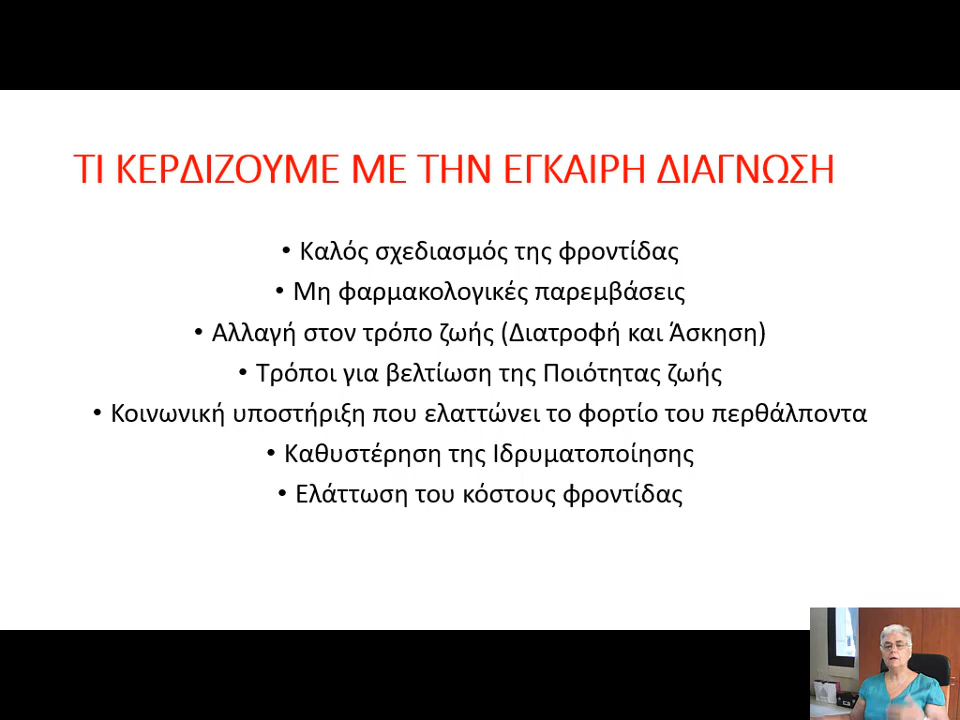 ΤΙ ΚΕΡΔΙΖΟΥΜΕ ΜΕ ΤΗΝ ΕΓΚΑΙΡΗ ΔΙΑΓΝΩΣΗ
• Καλός σχεδιασμός της φροντίδας
• Μη φαρμακολογικές παρεμβάσεις
• Αλλαγή στον τρόπο ζωής (Διατροφή και Άσκηση)
• Τρόποι για βελτίωση της Ποιότητας ζωής
• Κοινωνική υποστήριξη που ελαττώνει το φορτίο του περθάλποντα
• Καθυστέρηση της Ιδρυματοποίησης
• Ελάττωση του κόστους φροντίδας